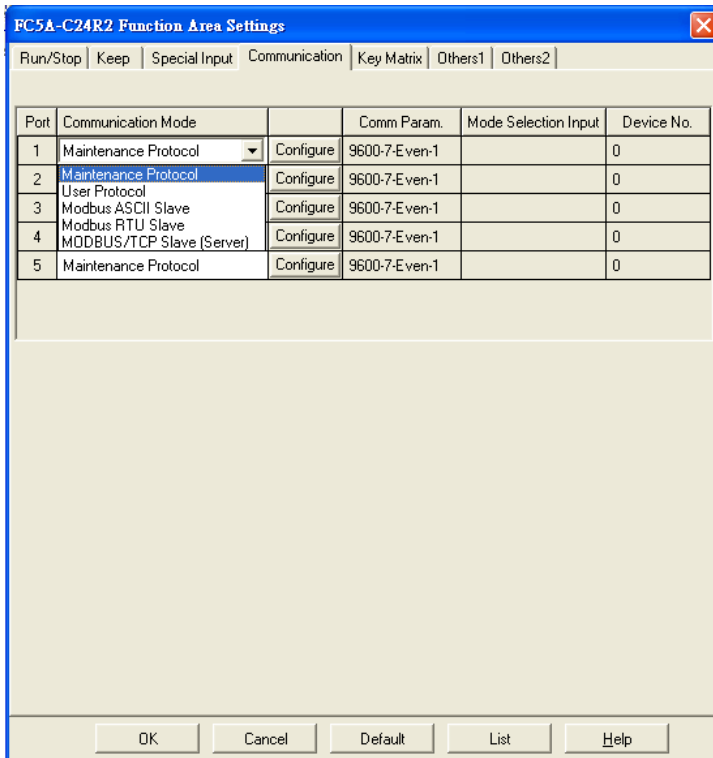 FC5A-C24R2 Function Area Settings
Run/Stop Keep Special Input Communication Key Matrix Others1 Others2
Port Communication Mode Comm Param. Mode Selection Input Device No.
1 Maintenance Protocol Configure 9600-7-Even-1 0
2 Maintenance Protocol Configure 9600-7-Even-1 0
User Protocol
3 Modbus ASCII Slave Configure 9600-7-Even-1 0
Modbus RTU Slave
4 MODBUS/TCP Slave (Server) Configure 9600-7-Even-1 0
5 Maintenance Protocol Configure 9600-7-Even-1 0
OK Cancel Default List Help